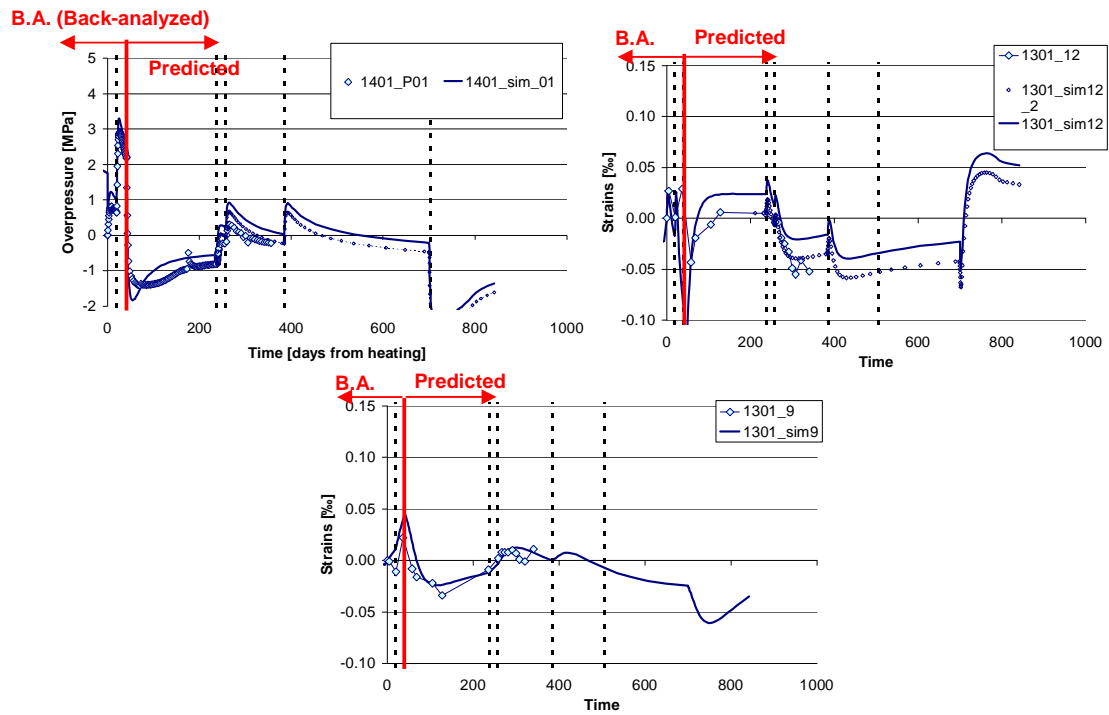 B.A. (Back-analyzed)
Predicted
5
4
3
2
1
0
-1
-2
Overpressure [MPa]
1401_P01
1401_sim_01
0 200 400 600 800 1000
Time [days from heating]
B.A.
Predicted
0.15
0.10
0.05
0.00
-0.05
-0.10
Strains [‰]
1301_12
1301_sim12
_2
1301_sim12
0 200 400 600 800 1000
Time
B.A.
Predicted
0.15
0.10
0.05
0.00
-0.05
-0.10
Strains [‰]
1301_9
1301_sim9
0 200 400 600 800 1000
Time